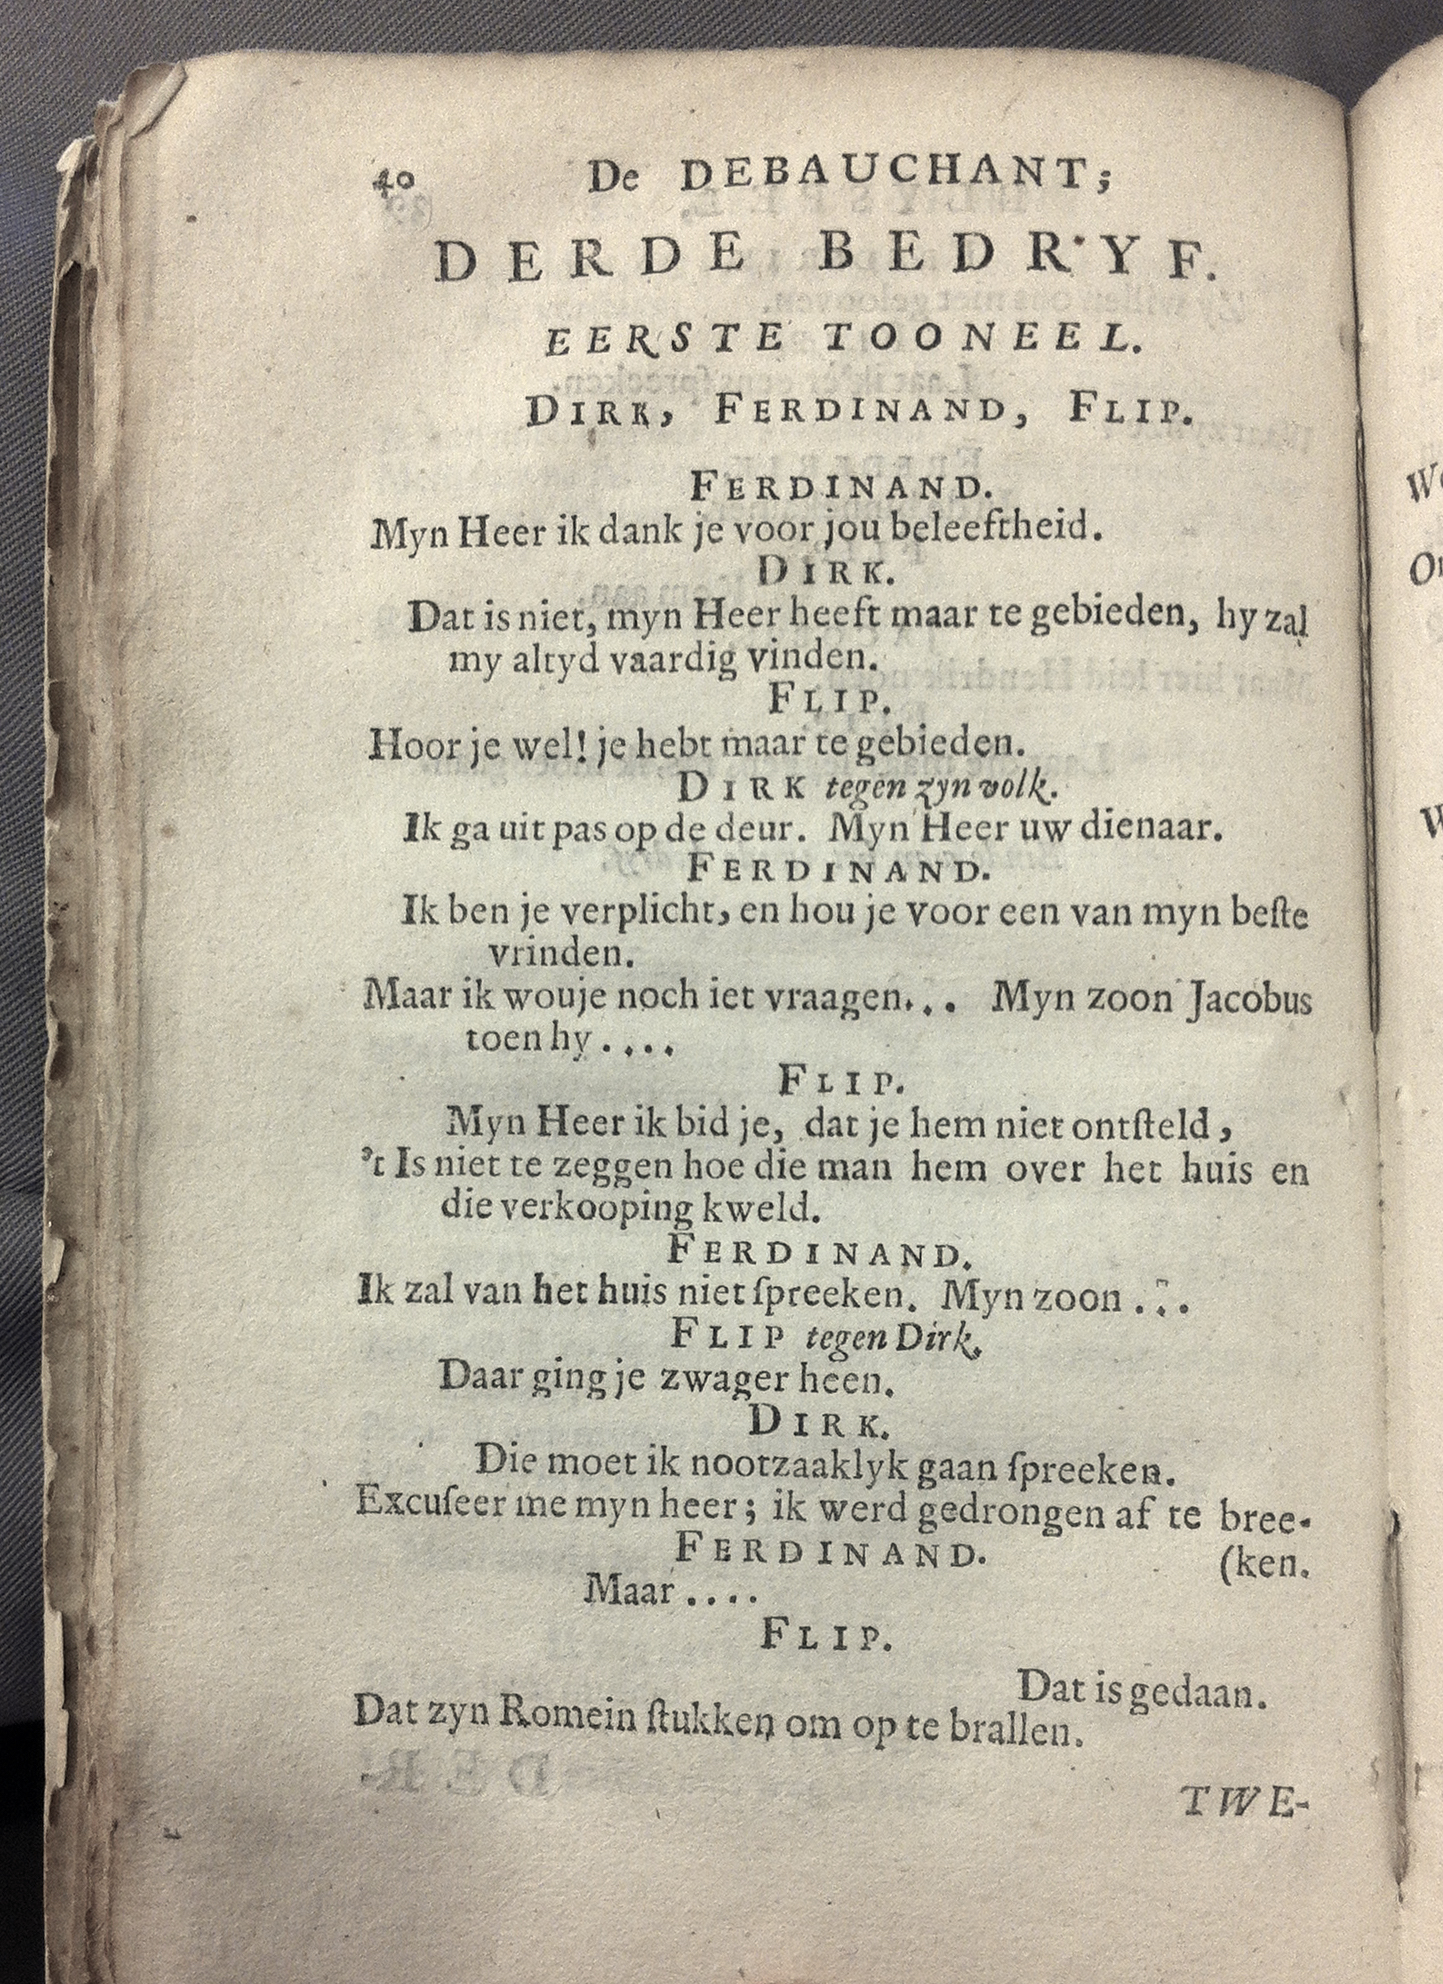 40 De DEBAUCHANT;
DERDE BEDRYF.
EERSTE TOONEEL.
DIRK, FERDINAND, FLIP.
FERDINAND.
Myn Heer ik dank je voor jou beleeftheid.
DIRK.
Dat is niet, myn Heer heeft maar te gebieden, hy zal
my altyd vaardig vinden.
FLIP.
Hoor je wel! je hebt maar te gebieden.
DIRK tegen zyn volk.
Ik ga uit pas op de deur. Myn Heer uw dienaar.
FERDINAND.
Ik ben je verplicht, en hou je voor een van myn beſte
vrinden.
Maar ik wouje noch iet vraagen... Myn zoon Jacobus
toen hy ....
FLIP.
Myn Heer ik bid je, dat je hem niet ontſteld,
't Is niet te zeggen hoe die man hem over het huis en
die verkooping kweld.
FERDINAND.
Ik zal van het huis niet ſpreeken. Myn zoon ...
FLIP tegen Dirk.
Daar ging je zwager heen.
DIRK.
Die moet ik nootzaaklyk gaan ſpreeken.
Excuſeer me myn heer; ik werd gedrongen af te bree-
FERDINAND. (ken.
Maar ....
FLIP.
Dat is gedaan.
Dat zyn Romein ſtukken om op te brallen.
TWE-